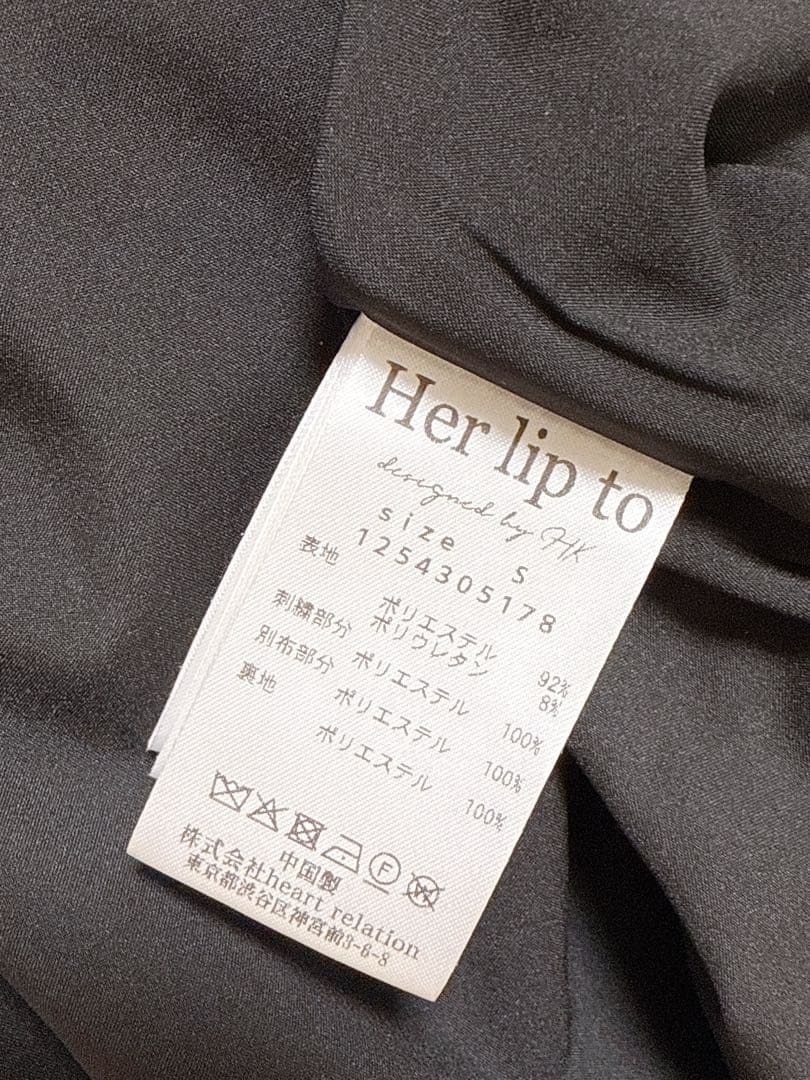 Her lip to
designed by HK
size S
1254305178
表地 ポリエステル 92%
ポリウレタン 8%
刺繍部分 ポリエステル 100%
別布部分 ポリエステル 100%
裏地 ポリエステル 100%
F
W
中国製
株式会社heart relation
東京都渋谷区神宮前3-6-8